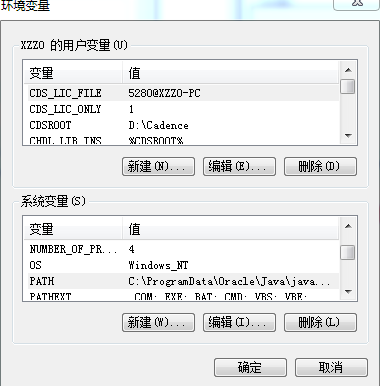 环境变量
XZZO 的用户变量(U)
变量 值
CDS_LIC_FILE 5280@XZZO-PC
CDS_LIC_ONLY 1
CDSROOT D:\Cadence
CHDL_LIB_INS %CDSROOT%
新建(N)... 编辑(E)... 删除(D)
系统变量(S)
变量 值
NUMBER_OF_PR... 4
OS Windows_NT
PATH C:\ProgramData\Oracle\Java\java...
PATHEXT .COM;.EXE;.BAT;.CMD;.VBS;.VBE;
新建(W)... 编辑(I)... 删除(L)
确定 取消